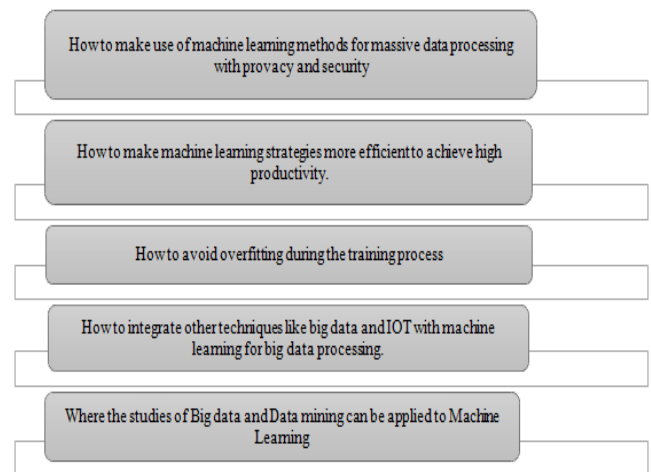 How to make use of machine learning methods for massive data processing
with provacy and security
How to make machine learning strategies more efficient to achieve high
productivity.
How to avoid overfitting during the training process
How to integrate other techniques like big data and IOT with machine
learning for big data processing.
Where the studies of Big data and Data mining can be applied to Machine
Learning